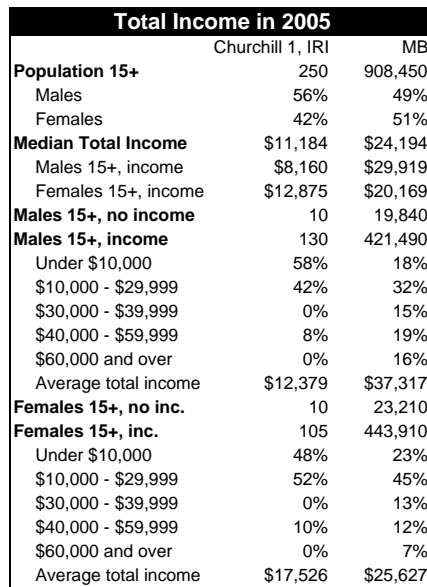 Total Income in 2005
Churchill 1, IRI MB
Population 15+ 250 908,450
Males 56% 49%
Females 42% 51%
Median Total Income $11,184 $24,194
Males 15+, income $8,160 $29,919
Females 15+, income $12,875 $20,169
Males 15+, no income 10 19,840
Males 15+, income 130 421,490
Under $10,000 58% 18%
$10,000 - $29,999 42% 32%
$30,000 - $39,999 0% 15%
$40,000 - $59,999 8% 19%
$60,000 and over 0% 16%
Average total income $12,379 $37,317
Females 15+, no inc. 10 23,210
Females 15+, inc. 105 443,910
Under $10,000 48% 23%
$10,000 - $29,999 52% 45%
$30,000 - $39,999 0% 13%
$40,000 - $59,999 10% 12%
$60,000 and over 0% 7%
Average total income $17,526 $25,627